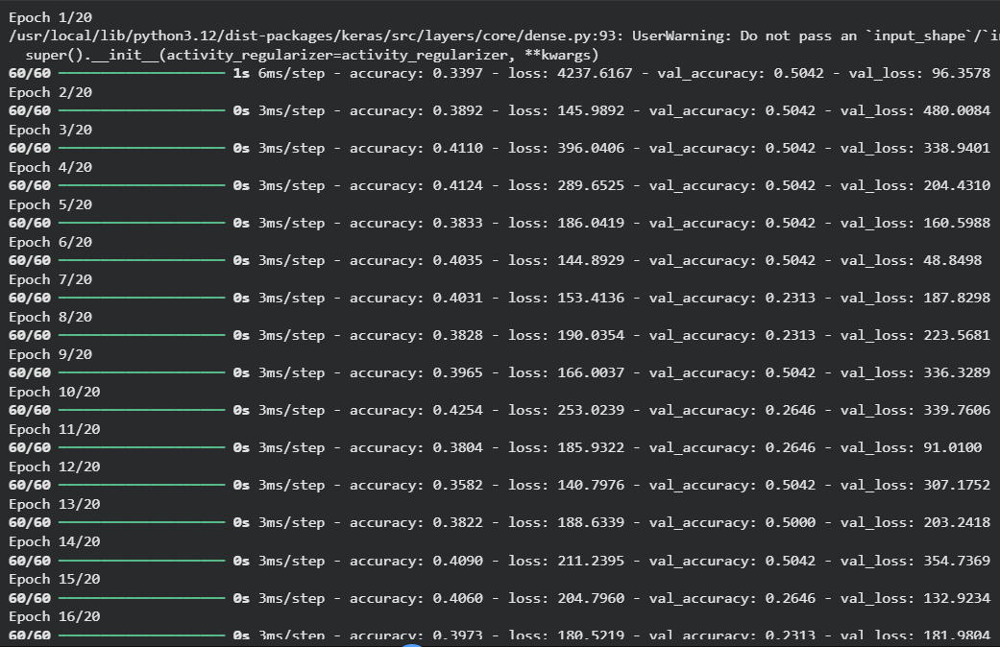 Epoch 1/20
/usr/local/lib/python3.12/dist-packages/keras/src/layers/core/dense.py:93: UserWarning: Do not pass an `input_shape`/`i
super().__init__(activity_regularizer=activity_regularizer, **kwargs)
60/60 ━━━━━━━━━━━━━━━━━━━━ 1s 6ms/step - accuracy: 0.3397 - loss: 4237.6167 - val_accuracy: 0.5042 - val_loss: 96.3578
Epoch 2/20
60/60 ━━━━━━━━━━━━━━━━━━━━ 0s 3ms/step - accuracy: 0.3892 - loss: 145.9892 - val_accuracy: 0.5042 - val_loss: 480.0084
Epoch 3/20
60/60 ━━━━━━━━━━━━━━━━━━━━ 0s 3ms/step - accuracy: 0.4110 - loss: 396.0406 - val_accuracy: 0.5042 - val_loss: 338.9401
Epoch 4/20
60/60 ━━━━━━━━━━━━━━━━━━━━ 0s 3ms/step - accuracy: 0.4124 - loss: 289.6525 - val_accuracy: 0.5042 - val_loss: 204.4310
Epoch 5/20
60/60 ━━━━━━━━━━━━━━━━━━━━ 0s 3ms/step - accuracy: 0.3833 - loss: 186.0419 - val_accuracy: 0.5042 - val_loss: 160.5988
Epoch 6/20
60/60 ━━━━━━━━━━━━━━━━━━━━ 0s 3ms/step - accuracy: 0.4035 - loss: 144.8929 - val_accuracy: 0.5042 - val_loss: 48.8498
Epoch 7/20
60/60 ━━━━━━━━━━━━━━━━━━━━ 0s 3ms/step - accuracy: 0.4031 - loss: 153.4136 - val_accuracy: 0.2313 - val_loss: 187.8298
Epoch 8/20
60/60 ━━━━━━━━━━━━━━━━━━━━ 0s 3ms/step - accuracy: 0.3828 - loss: 190.0354 - val_accuracy: 0.2313 - val_loss: 223.5681
Epoch 9/20
60/60 ━━━━━━━━━━━━━━━━━━━━ 0s 3ms/step - accuracy: 0.3965 - loss: 166.0037 - val_accuracy: 0.5042 - val_loss: 336.3289
Epoch 10/20
60/60 ━━━━━━━━━━━━━━━━━━━━ 0s 3ms/step - accuracy: 0.4254 - loss: 253.0239 - val_accuracy: 0.2646 - val_loss: 339.7606
Epoch 11/20
60/60 ━━━━━━━━━━━━━━━━━━━━ 0s 3ms/step - accuracy: 0.3804 - loss: 185.9322 - val_accuracy: 0.2646 - val_loss: 91.0100
Epoch 12/20
60/60 ━━━━━━━━━━━━━━━━━━━━ 0s 3ms/step - accuracy: 0.3582 - loss: 140.7976 - val_accuracy: 0.5042 - val_loss: 307.1752
Epoch 13/20
60/60 ━━━━━━━━━━━━━━━━━━━━ 0s 3ms/step - accuracy: 0.3822 - loss: 188.6339 - val_accuracy: 0.5000 - val_loss: 203.2418
Epoch 14/20
60/60 ━━━━━━━━━━━━━━━━━━━━ 0s 3ms/step - accuracy: 0.4090 - loss: 211.2395 - val_accuracy: 0.5042 - val_loss: 354.7369
Epoch 15/20
60/60 ━━━━━━━━━━━━━━━━━━━━ 0s 3ms/step - accuracy: 0.4060 - loss: 204.7960 - val_accuracy: 0.2646 - val_loss: 132.9234
Epoch 16/20
60/60 ━━━━━━━━━━━━━━━━━━━━ 0s 3ms/step - accuracy: 0.3973 - loss: 180.5219 - val_accuracy: 0.2313 - val_loss: 181.9804